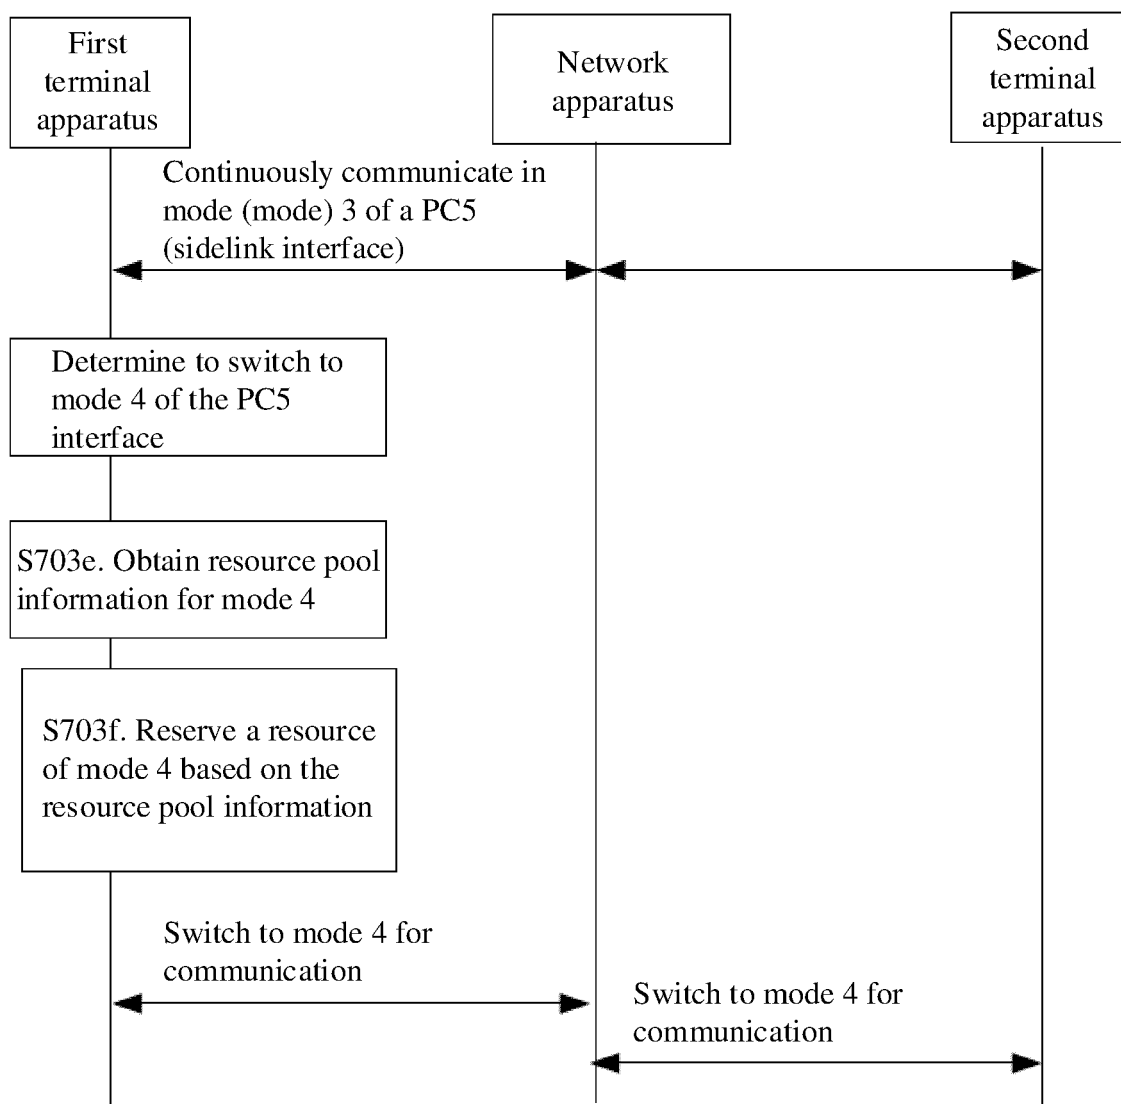 First
terminal
apparatus
Network
apparatus
Second
terminal
apparatus
Continuously communicate in
mode (mode) 3 of a PC5
(sidelink interface)
Determine to switch to
mode 4 of the PC5
interface
S703e. Obtain resource pool
information for mode 4
S703f. Reserve a resource
of mode 4 based on the
resource pool information
Switch to mode 4 for
communication
Switch to mode 4 for
communication